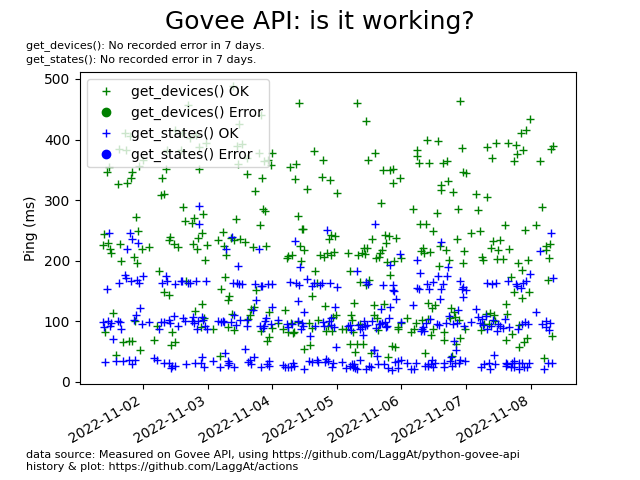 Govee API: is it working?
get_devices(): No recorded error in 7 days.
get_states(): No recorded error in 7 days.
500
400
300
200
100
0
Ping (ms)
get_devices() OK
get_devices() Error
get_states() OK
get_states() Error
2022-11-02
2022-11-03
2022-11-04
2022-11-05
2022-11-06
2022-11-07
2022-11-08
data source: Measured on Govee API, using https://github.com/LaggAt/python-govee-api
history & plot: https://github.com/LaggAt/actions